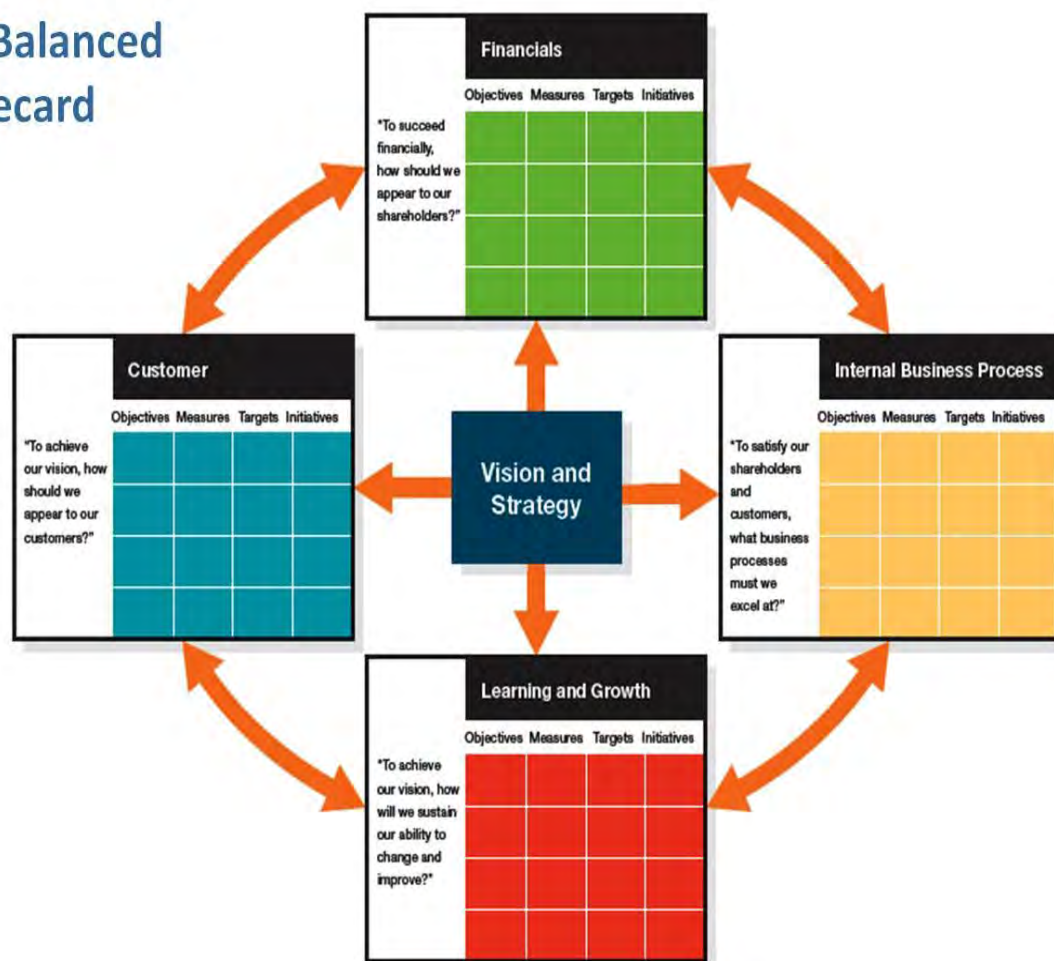 Balanced
ecard
Financials
Objectives Measures Targets Initiatives
"To succeed
financially,
how should we
appear to our
shareholders?"
Customer
Objectives Measures Targets Initiatives
"To achieve
our vision, how
should we
appear to our
customers?"
Vision and
Strategy
Internal Business Process
Objectives Measures Targets Initiatives
"To satisfy our
shareholders
and
customers,
what business
processes
must we
excel at?"
Learning and Growth
Objectives Measures Targets Initiatives
"To achieve
our vision, how
will we sustain
our ability to
change and
improve?"